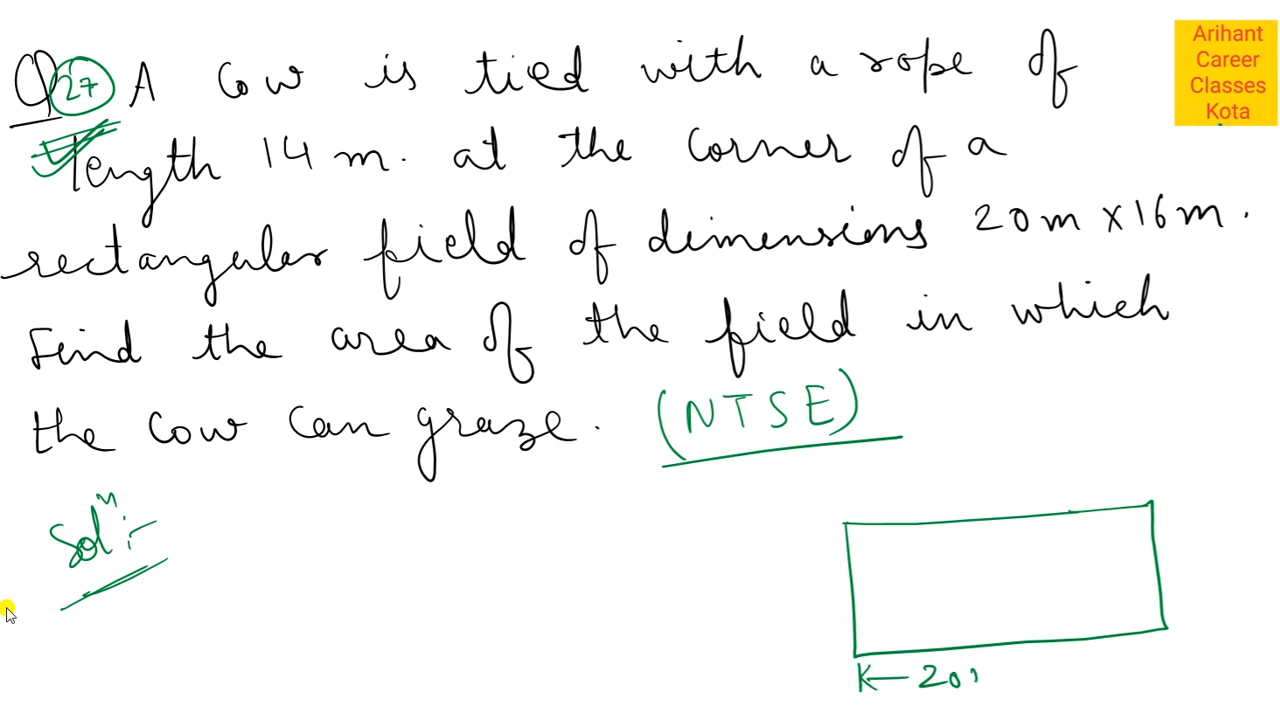 Q 27 A Cow is tied with a rope of
length 14 m. at the corner of a
rectangular field of dimensions 20m x 16m.
Find the area of the field in which
the cow can graze. (NTSE)
Solⁿ:-
20
Arihant
Career
Classes
Kota